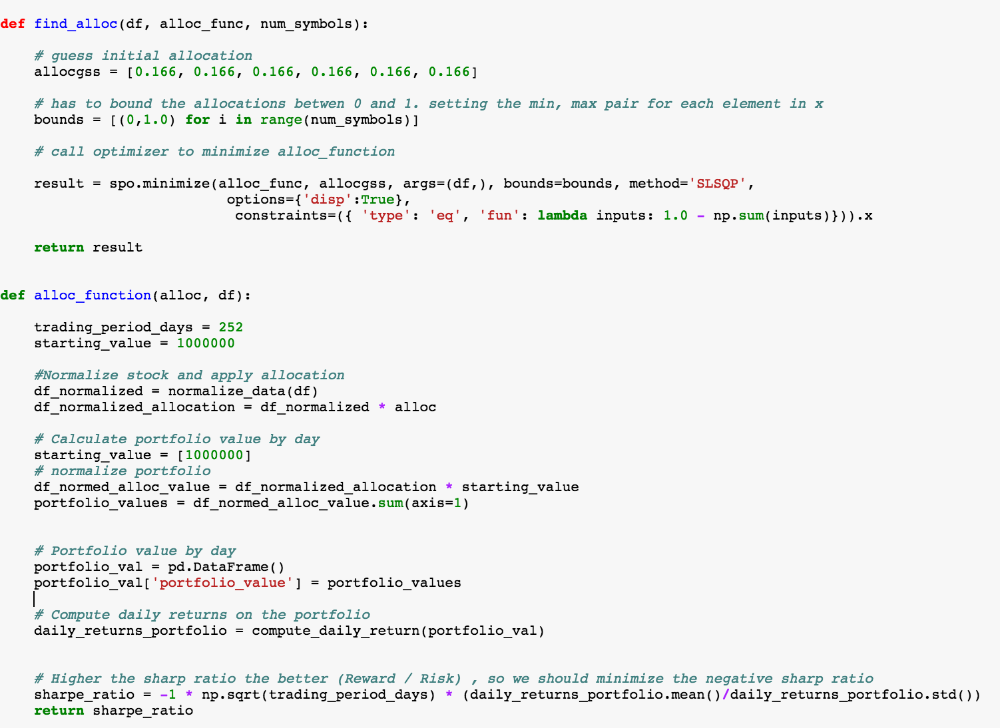 def find_alloc(df, alloc_func, num_symbols):
# guess initial allocation
allocgss = [0.166, 0.166, 0.166, 0.166, 0.166, 0.166]
# has to bound the allocations betwen 0 and 1. setting the min, max pair for each element in x
bounds = [(0,1.0) for i in range(num_symbols)]
# call optimizer to minimize alloc_function
result = spo.minimize(alloc_func, allocgss, args=(df,), bounds=bounds, method='SLSQP',
options={'disp':True},
constraints=({ 'type': 'eq', 'fun': lambda inputs: 1.0 - np.sum(inputs)})).x
return result
def alloc_function(alloc, df):
trading_period_days = 252
starting_value = 1000000
#Normalize stock and apply allocation
df_normalized = normalize_data(df)
df_normalized_allocation = df_normalized * alloc
# Calculate portfolio value by day
starting_value = [1000000]
# normalize portfolio
df_normed_alloc_value = df_normalized_allocation * starting_value
portfolio_values = df_normed_alloc_value.sum(axis=1)
# Portfolio value by day
portfolio_val = pd.DataFrame()
portfolio_val['portfolio_value'] = portfolio_values
# Compute daily returns on the portfolio
daily_returns_portfolio = compute_daily_return(portfolio_val)
# Higher the sharp ratio the better (Reward / Risk) , so we should minimize the negative sharp ratio
sharpe_ratio = -1 * np.sqrt(trading_period_days) * (daily_returns_portfolio.mean()/daily_returns_portfolio.std())
return sharpe_ratio